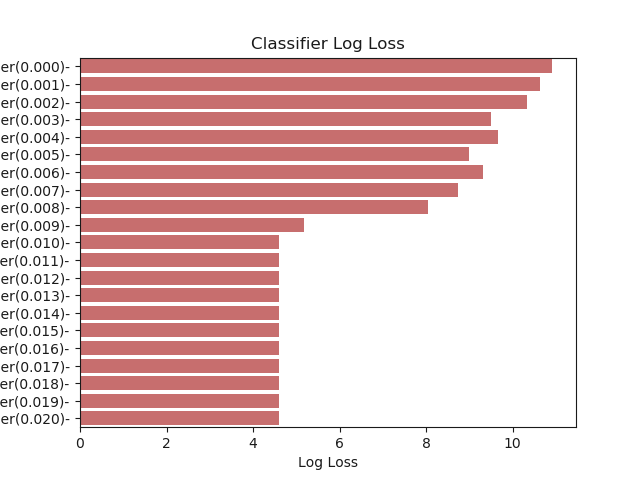 Classifier Log Loss
er(0.000)-
er(0.001)-
er(0.002)-
er(0.003)-
er(0.004)-
er(0.005)-
er(0.006)-
er(0.007)-
er(0.008)-
er(0.009)-
er(0.010)-
er(0.011)-
er(0.012)-
er(0.013)-
er(0.014)-
er(0.015)-
er(0.016)-
er(0.017)-
er(0.018)-
er(0.019)-
er(0.020)-
0 2 4 6 8 10
Log Loss